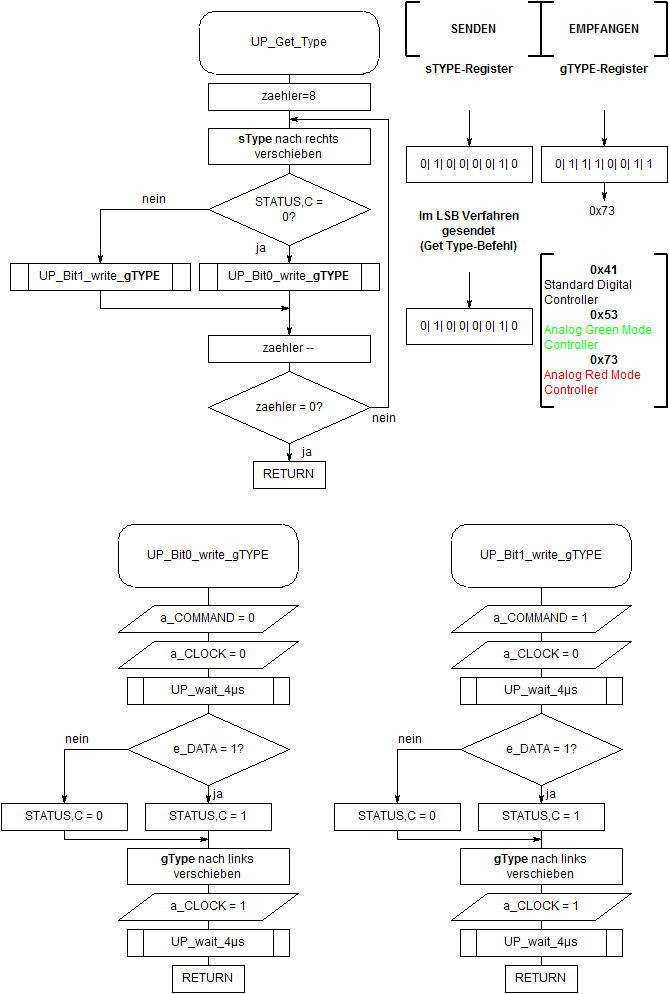 UP_Get_Type
zaehler=8
sType nach rechts
verschieben
STATUS,C =
0?
nein
ja
UP_Bit1_write_gTYPE
UP_Bit0_write_gTYPE
zaehler --
zaehler = 0?
nein
ja
RETURN
SENDEN
EMPFANGEN
sTYPE-Register
gTYPE-Register
0| 1| 0| 0| 0| 0| 1| 0
0| 1| 1| 1| 0| 0| 1| 1
0x73
Im LSB Verfahren
gesendet
(Get Type-Befehl)
0| 1| 0| 0| 0| 0| 1| 0
0x41
Standard Digital
Controller
0x53
Analog Green Mode
Controller
0x73
Analog Red Mode
Controller
UP_Bit0_write_gTYPE
a_COMMAND = 0
a_CLOCK = 0
UP_wait_4µs
e_DATA = 1?
nein
ja
STATUS,C = 0
STATUS,C = 1
gType nach links
verschieben
a_CLOCK = 1
UP_wait_4µs
RETURN
UP_Bit1_write_gTYPE
a_COMMAND = 1
a_CLOCK = 0
UP_wait_4µs
e_DATA = 1?
nein
ja
STATUS,C = 0
STATUS,C = 1
gType nach links
verschieben
a_CLOCK = 1
UP_wait_4µs
RETURN